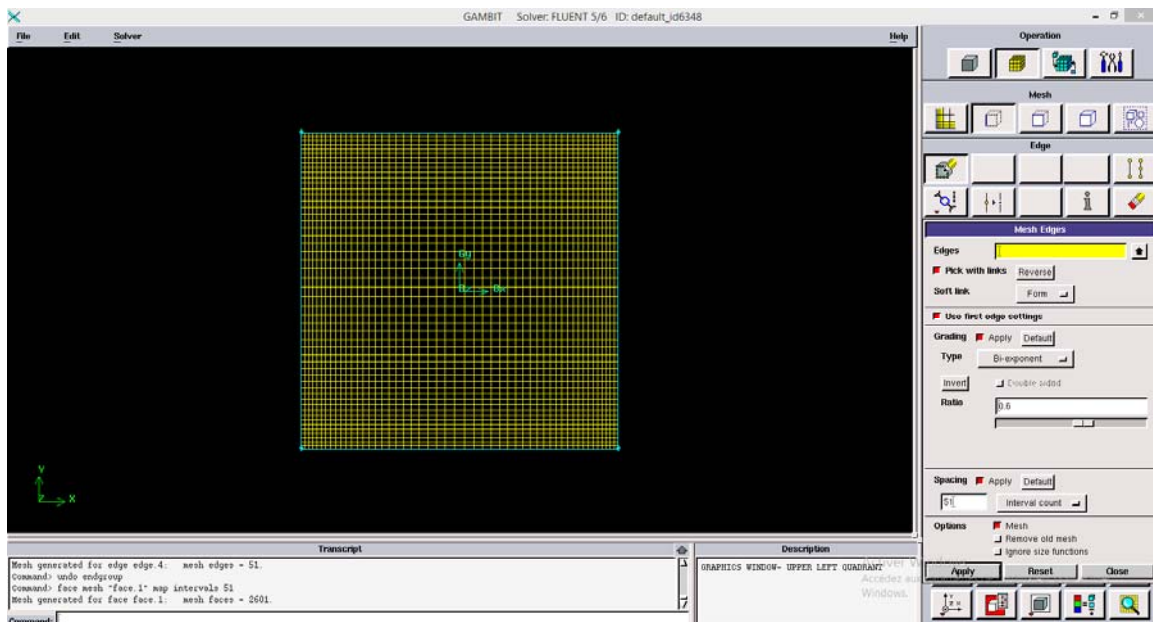 GAMBIT Solver: FLUENT 5/6 ID: default_id6348
File Edit Solver Help
Operation
Mesh
Edge
Mesh Edges
Edges
Pick with links Reverse
Soft link Form
Use first edge settings
Grading Apply Default
Type Bi-exponent
Invert Double sided
Ratio 0.6
Spacing Apply Default
51 Interval count
Options Mesh
Remove old mesh
Ignore size functions
Apply Reset Close
Gy
Gx
Y
Z X
Transcript
Mesh generated for edge edge.4: mesh edges = 51.
Command> undo endgroup
Command> face mesh "face.1" map intervals 51
Mesh generated for face face.1: mesh faces = 2601.
Command:
Description
GRAPHICS WINDOW- UPPER LEFT QUADRANT
Windows.